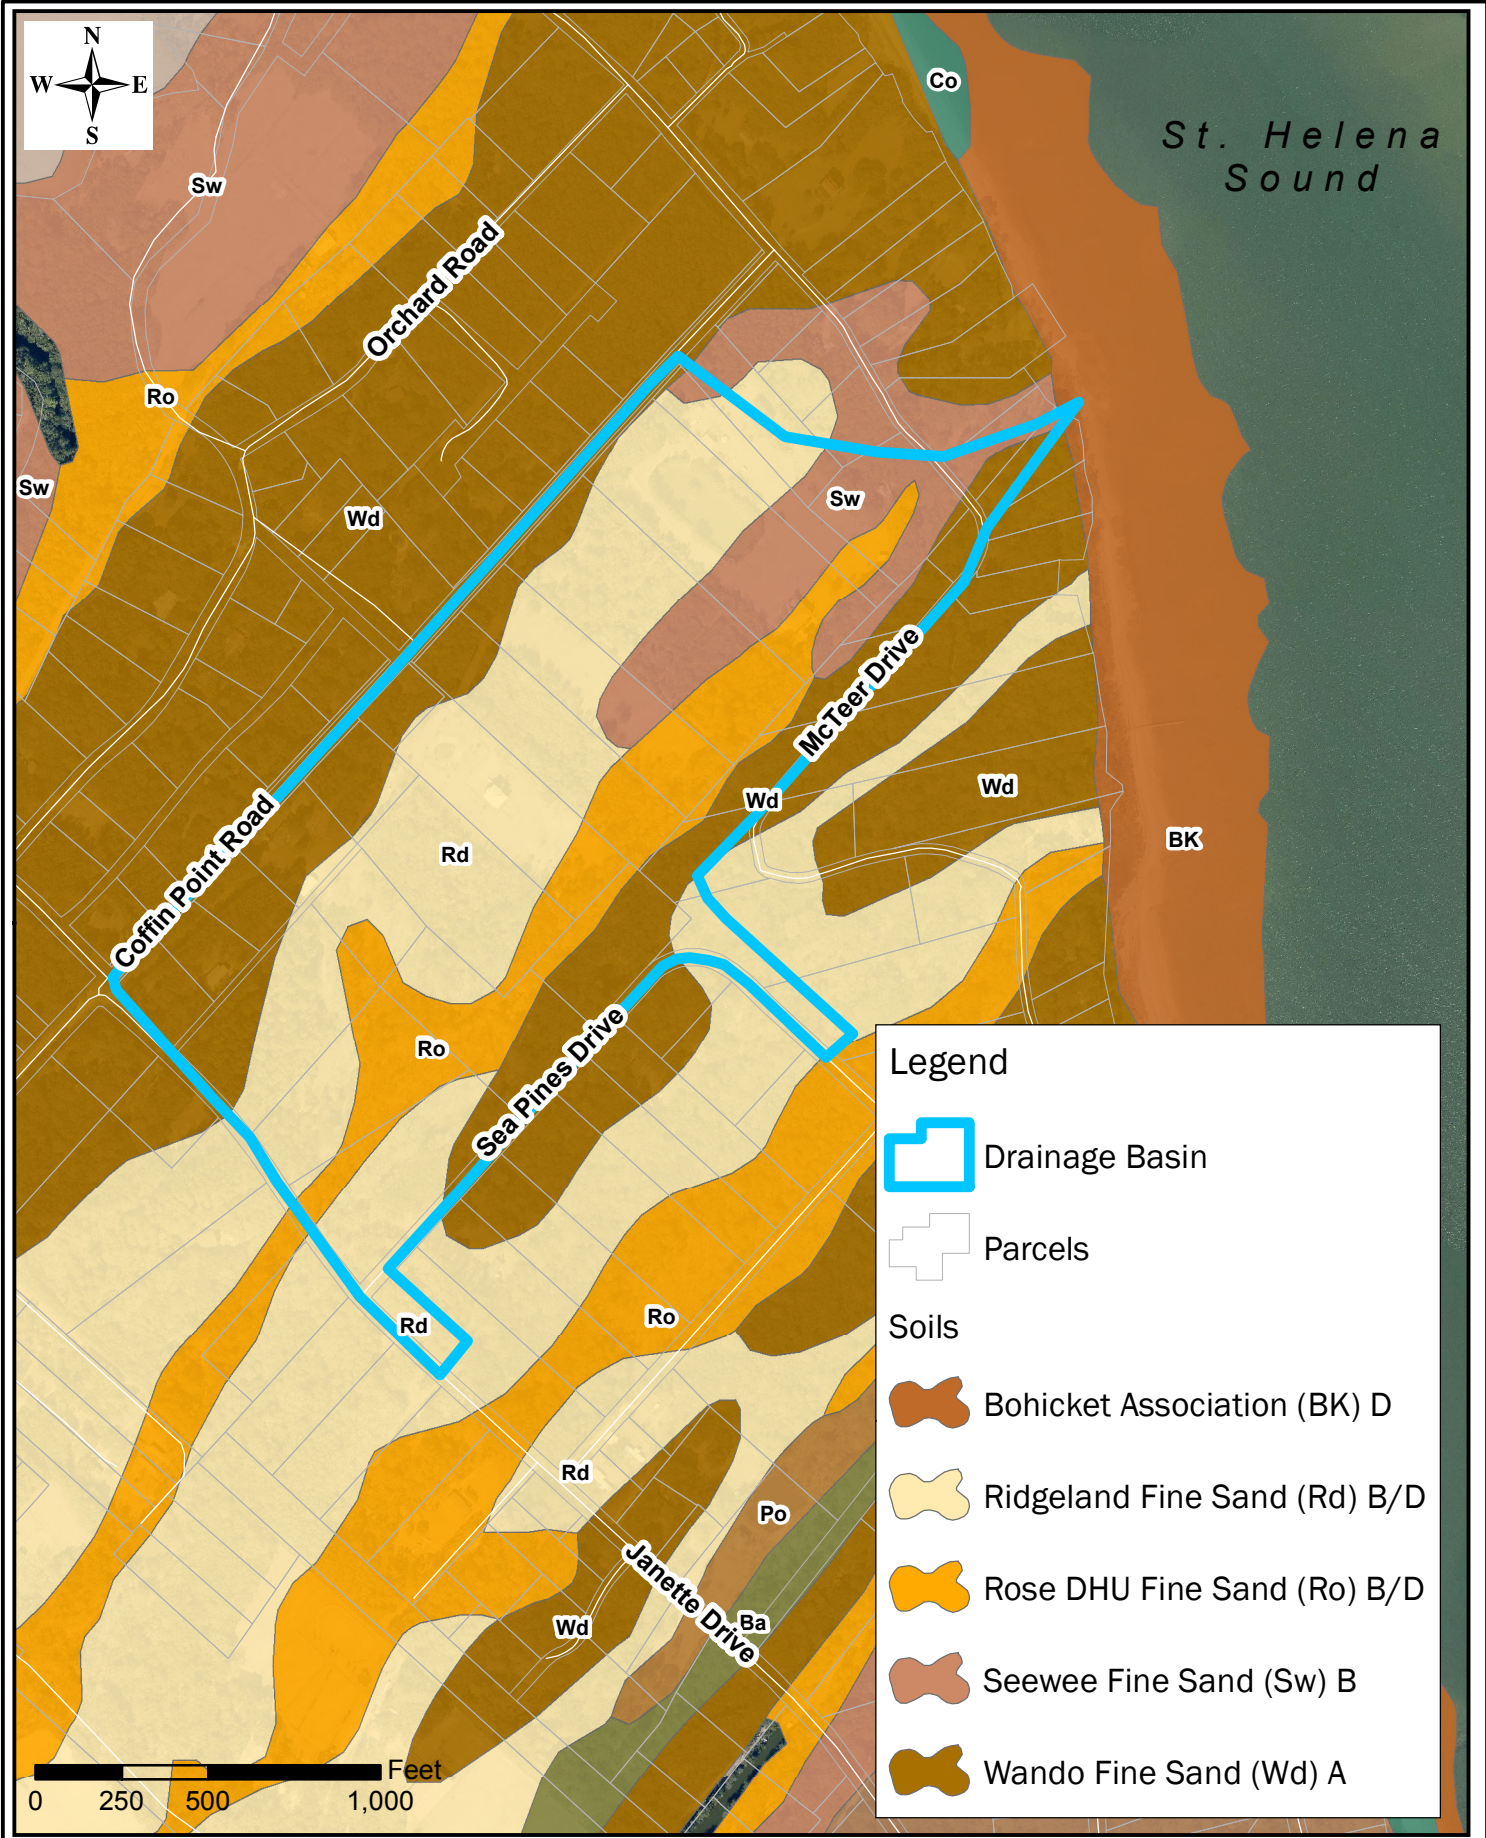 N
W E
S
Co
St. Helena
Sound
Sw
Orchard Road
Ro
Sw
Wd
Sw
McTeer Drive
Wd
Wd
BK
Coffin Point Road
Rd
Ro
Sea Pines Drive
Rd
Ro
Rd
Po
Janette Drive
Ba
Wd
Legend
Drainage Basin
Parcels
Soils
Bohicket Association (BK) D
Ridgeland Fine Sand (Rd) B/D
Rose DHU Fine Sand (Ro) B/D
Seewee Fine Sand (Sw) B
Wando Fine Sand (Wd) A
Feet
0 250 500 1,000